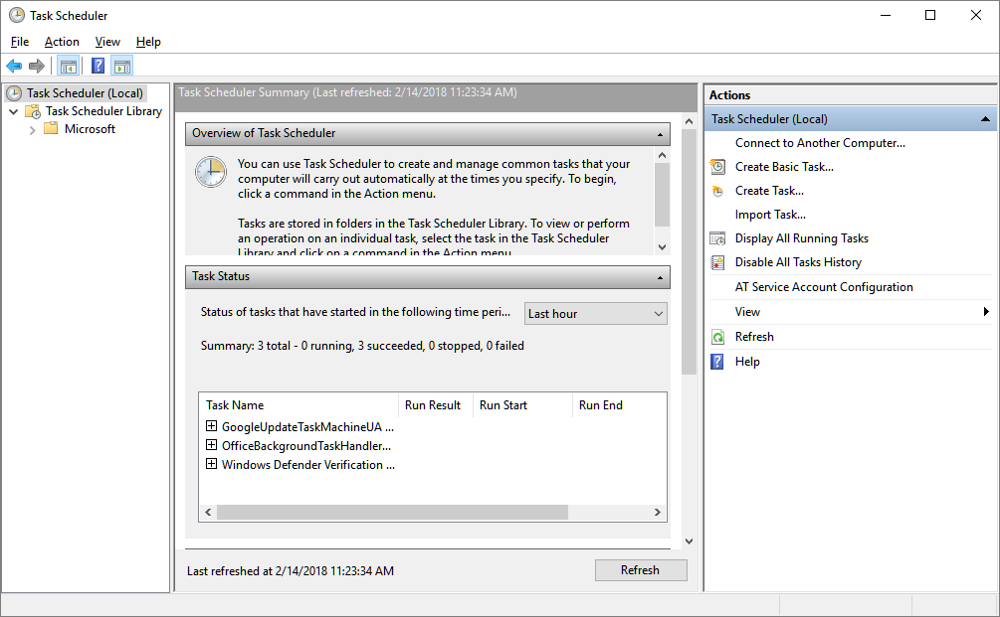 Task Scheduler
File Action View Help
Task Scheduler (Local)
Task Scheduler Library
Microsoft
Task Scheduler Summary (Last refreshed: 2/14/2018 11:23:34 AM)
Overview of Task Scheduler
You can use Task Scheduler to create and manage common tasks that your
computer will carry out automatically at the times you specify. To begin,
click a command in the Action menu.
Tasks are stored in folders in the Task Scheduler Library. To view or perform
an operation on an individual task, select the task in the Task Scheduler
Library and click on a command in the Action menu.
Task Status
Status of tasks that have started in the following time peri... Last hour
Summary: 3 total - 0 running, 3 succeeded, 0 stopped, 0 failed
Task Name Run Result Run Start Run End
GoogleUpdateTaskMachineUA ...
OfficeBackgroundTaskHandler...
Windows Defender Verification ...
Last refreshed at 2/14/2018 11:23:34 AM Refresh
Actions
Task Scheduler (Local)
Connect to Another Computer...
Create Basic Task...
Create Task...
Import Task...
Display All Running Tasks
Disable All Tasks History
AT Service Account Configuration
View
Refresh
Help